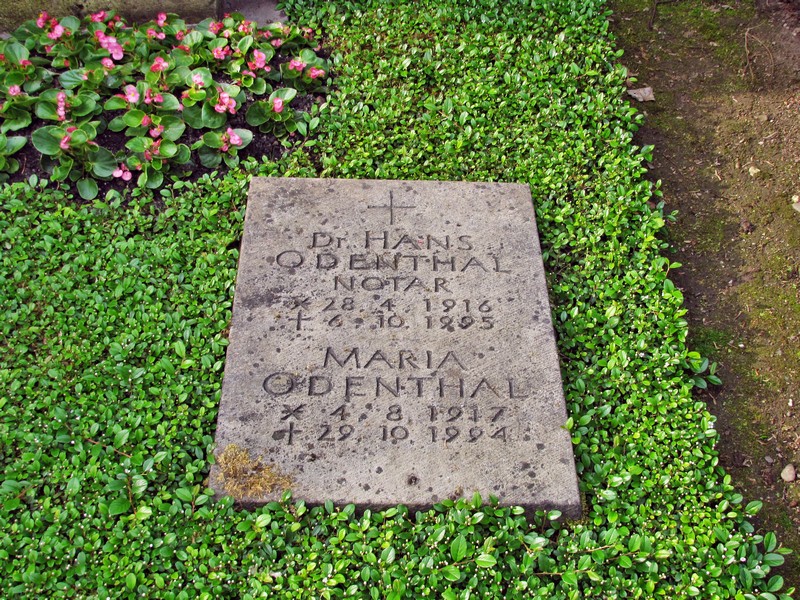 Dr. HANS
ODENTHAL
NOTAR
* 28. 4. 1916
† 6. 10. 1995
MARIA
ODENTHAL
* 4. 8. 1917
† 29. 10. 1994